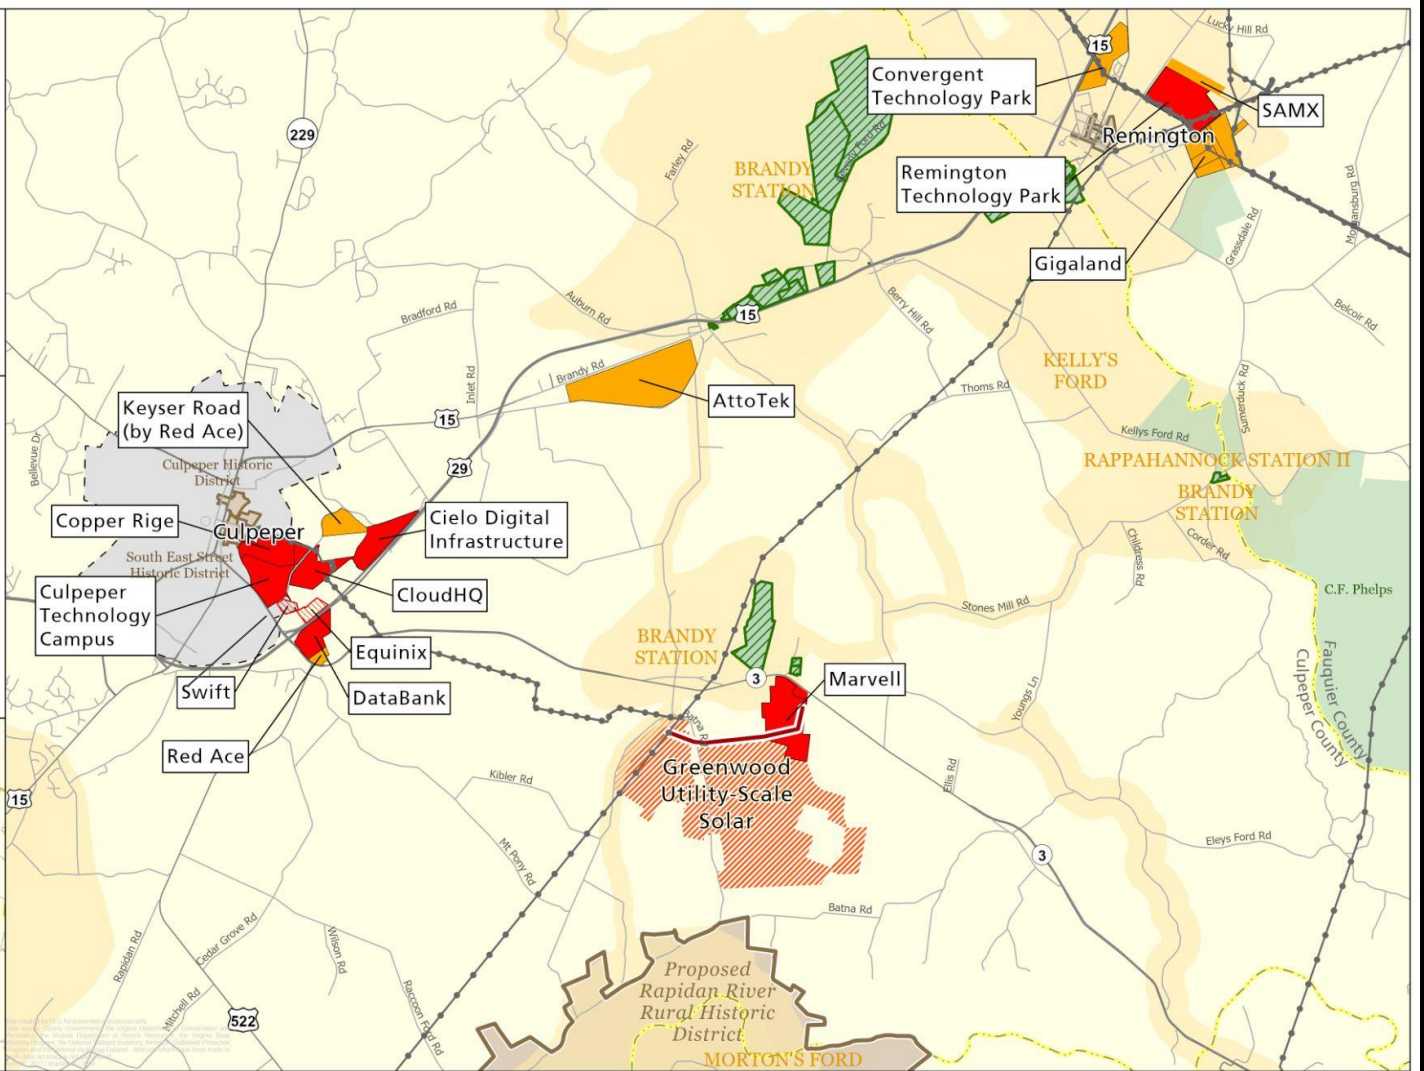 Lucky Hill Rd
15
Convergent
Technology Park
SAMX
229
Remington
Farley Rd
BRANDY
STATION
Remington
Technology Park
Morgansburg Rd
Grassdale Rd
Gigaland
Auburn Rd
Bradford Rd
15
Berry Hill Rd
Belcoir Rd
KELLY'S
FORD
Brandy Rd
Inlet Rd
Thoms Rd
AttoTek
Sumerduck Rd
Keyser Road
(by Red Ace)
15
Kellys Ford Rd
Bellevue Dr
Culpeper Historic
District
29
RAPPAHANNOCK STATION II
BRANDY
STATION
Copper Rige
Culpeper
Cielo Digital
Infrastructure
South East Street
Historic District
Childress Rd
Corder Rd
Culpeper
Technology
Campus
CloudHQ
C.F. Phelps
Stones Mill Rd
BRANDY
STATION
Equinix
Swift
DataBank
3
Marvell
Youngs Ln
Fauquier County
Culpeper County
Red Ace
Greenwood
Utility-Scale
Solar
Kibler Rd
Ellis Rd
15
Mt Pony Rd
3
Eleys Ford Rd
Batna Rd
Cedar Grove Rd
Rapidan Rd
Wilson Rd
Proposed
Rapidan River
Rural Historic
District
Mitchell Rd
522
Raccoon Ford Rd
MORTON'S FORD